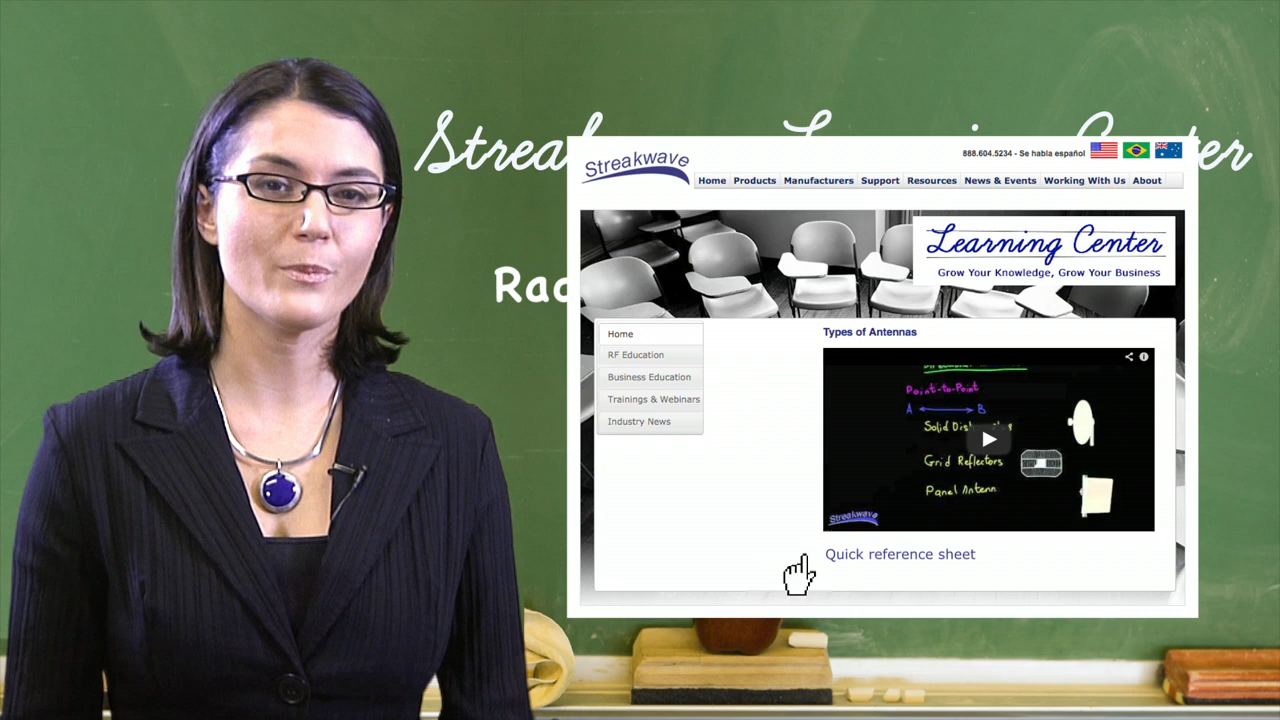 Streakwave
888.604.5234 - Se habla español
Home Products Manufacturers Support Resources News & Events Working With Us About
Learning Center
Grow Your Knowledge, Grow Your Business
Home
RF Education
Business Education
Trainings & Webinars
Industry News
Types of Antennas
Point-to-Point
A B
Grid Reflectors
Panel Antenn
Streakwave
Quick reference sheet